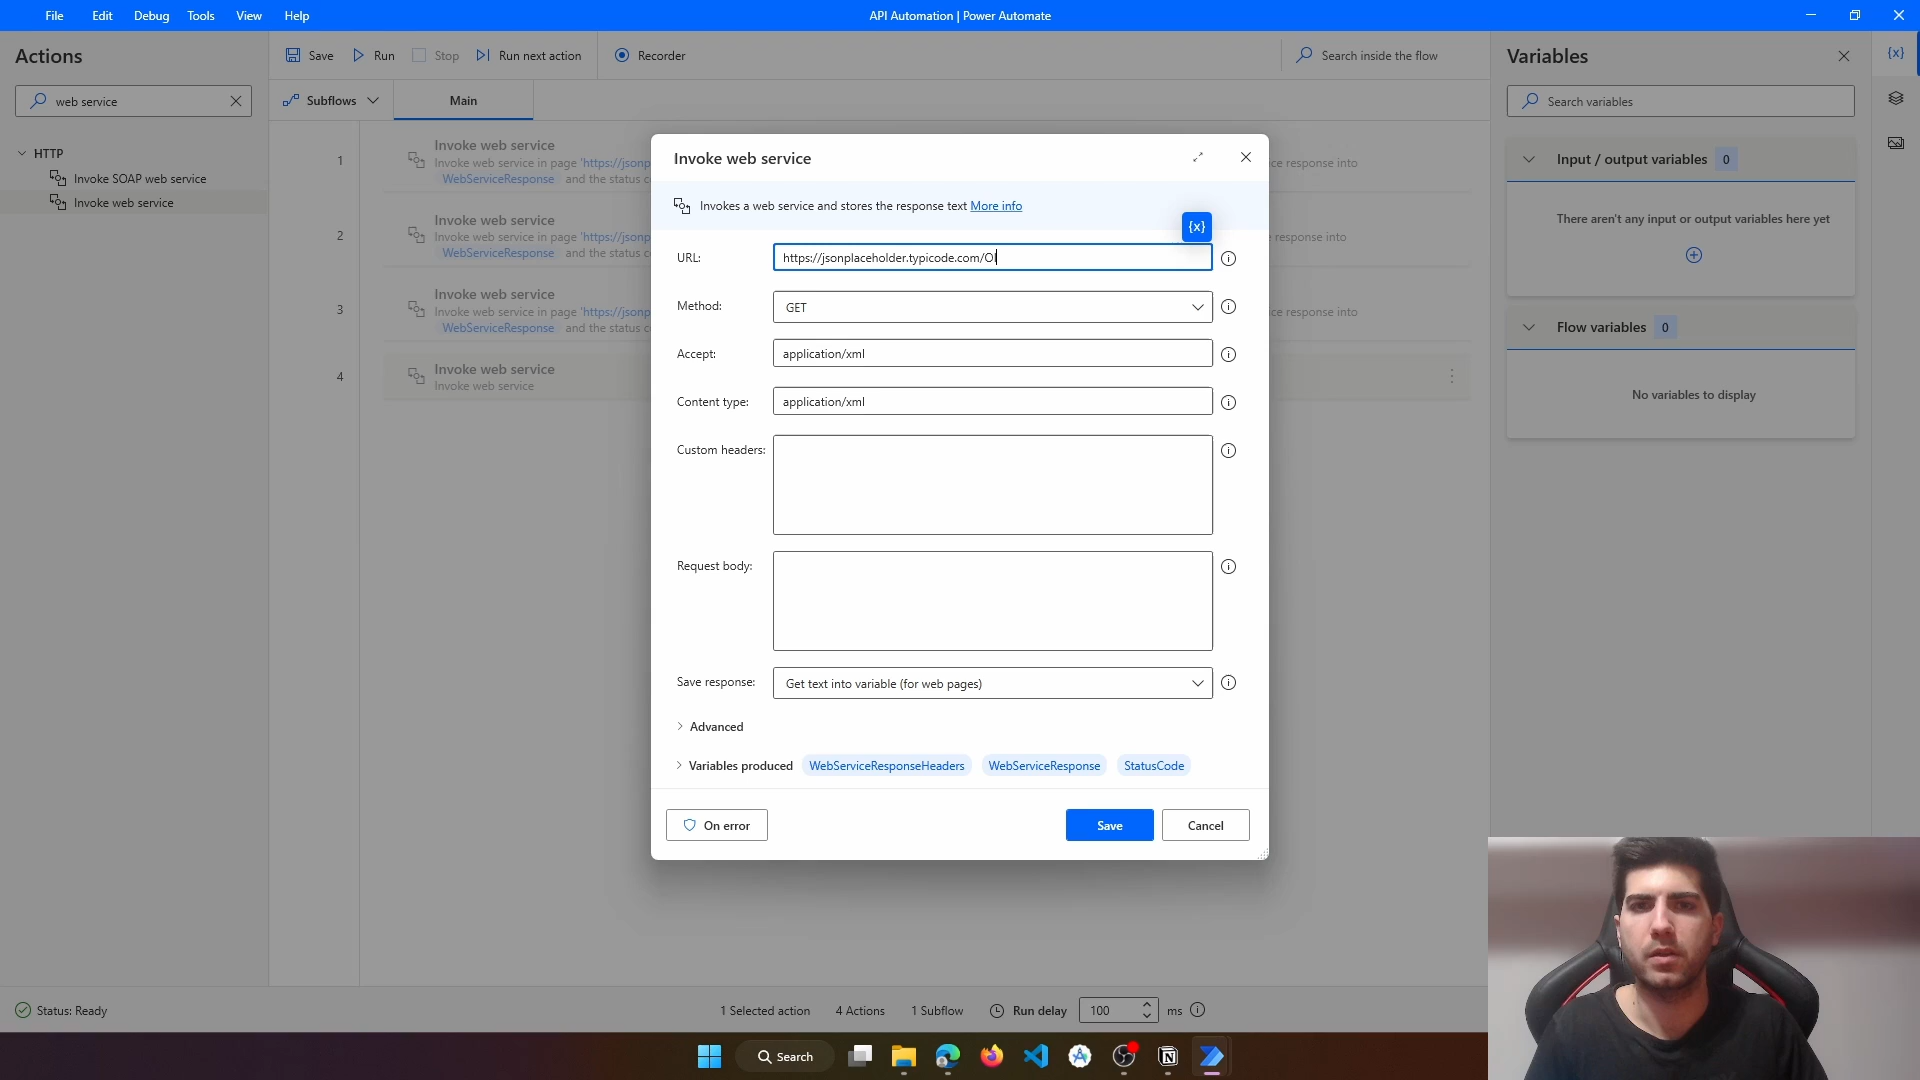 File Edit Debug Tools View Help
API Automation | Power Automate
Actions
web service
HTTP
Invoke SOAP web service
Invoke web service
Save Run Stop Run next action Recorder
Search inside the flow
Subflows Main
1
Invoke web service
Invoke web service in page 'https://jsonp
ce response into
WebServiceResponse and the status c
2
Invoke web service
Invoke web service in page 'https://jsonp
e response into
WebServiceResponse and the status c
3
Invoke web service
Invoke web service in page 'https://jsonp
ce response into
WebServiceResponse and the status c
4
Invoke web service
Invoke web service
Invoke web service
Invokes a web service and stores the response text More info
{x}
URL: https://jsonplaceholder.typicode.com/
Method: GET
Accept: application/xml
Content type: application/xml
Custom headers:
Request body:
Save response: Get text into variable (for web pages)
Advanced
Variables produced WebServiceResponseHeaders WebServiceResponse StatusCode
On error
Save
Cancel
Variables
{x}
Search variables
Input / output variables 0
There aren't any input or output variables here yet
Flow variables 0
No variables to display
Status: Ready
1 Selected action 4 Actions 1 Subflow Run delay 100 ms
Search